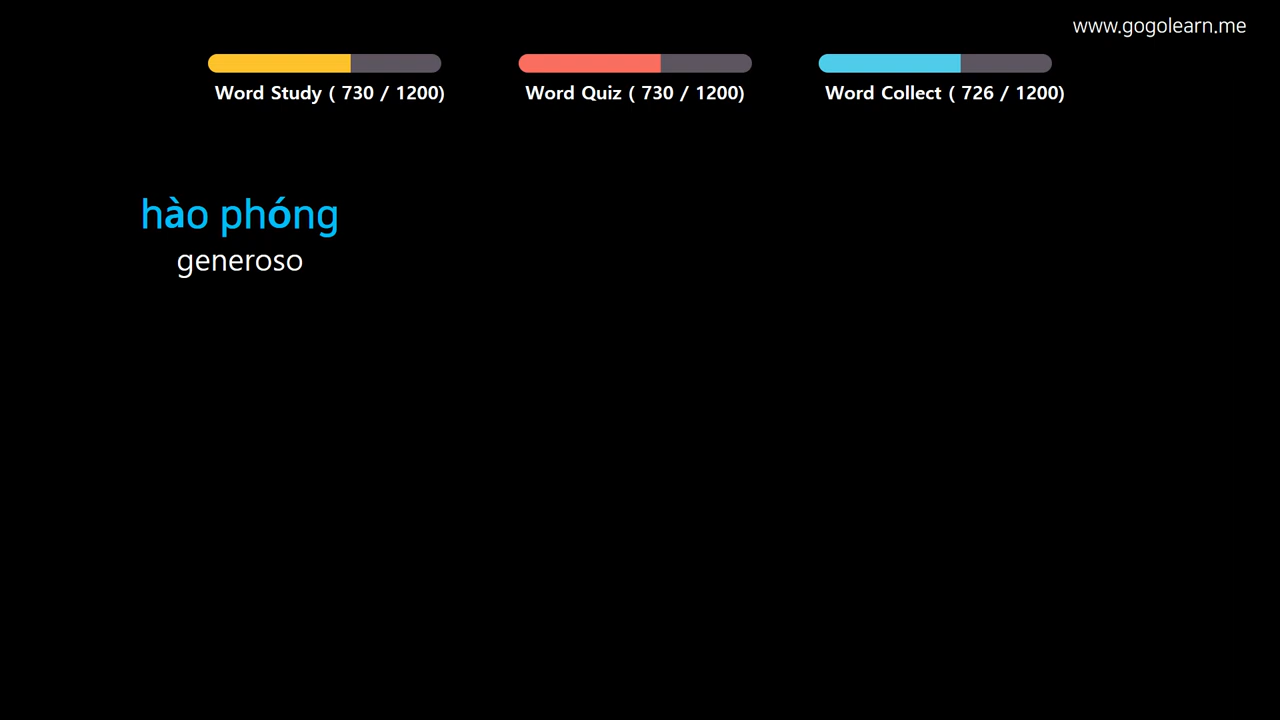 www.gogolearn.me
Word Study ( 730 / 1200)
Word Quiz ( 730 / 1200)
Word Collect ( 726 / 1200)
hào phóng
generoso